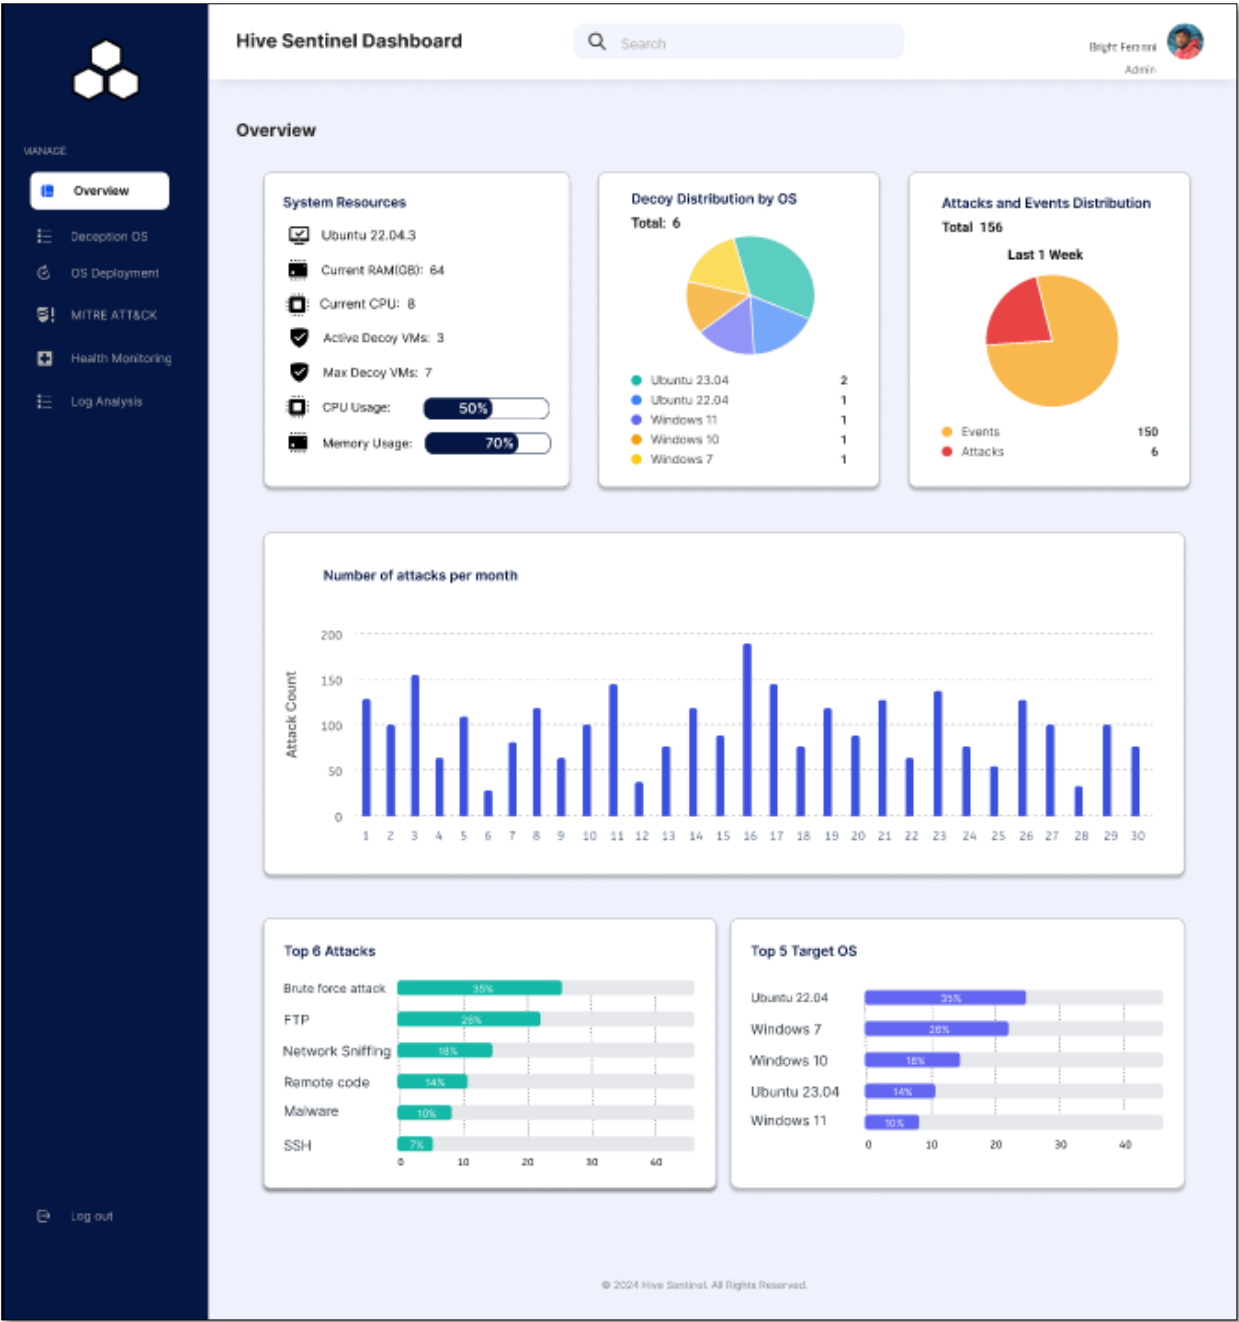 Hive Sentinel Dashboard
Search
Bright Feranmi
Admin
MANAGE
Overview
Deception OS
OS Deployment
MITRE ATT&CK
Health Monitoring
Log Analysis
Log out
Overview
System Resources
Ubuntu 22.04.3
Current RAM(GB): 64
Current CPU: 8
Active Decoy VMs: 3
Max Decoy VMs: 7
CPU Usage: 50%
Memory Usage: 70%
Decoy Distribution by OS
Total: 6
Ubuntu 23.04 2
Ubuntu 22.04 1
Windows 11 1
Windows 10 1
Windows 7 1
Attacks and Events Distribution
Total 156
Last 1 Week
Events 150
Attacks 6
Number of attacks per month
Attack Count
200
150
100
50
0
1 2 3 4 5 6 7 8 9 10 11 12 13 14 15 16 17 18 19 20 21 22 23 24 25 26 27 28 29 30
Top 6 Attacks
Brute force attack 35%
FTP 28%
Network Sniffing 18%
Remote code 14%
Malware 10%
SSH 7%
0 10 20 30 40
Top 5 Target OS
Ubuntu 22.04 35%
Windows 7 28%
Windows 10 18%
Ubuntu 23.04 14%
Windows 11 10%
0 10 20 30 40
© 2024 Hive Sentinel. All Rights Reserved.